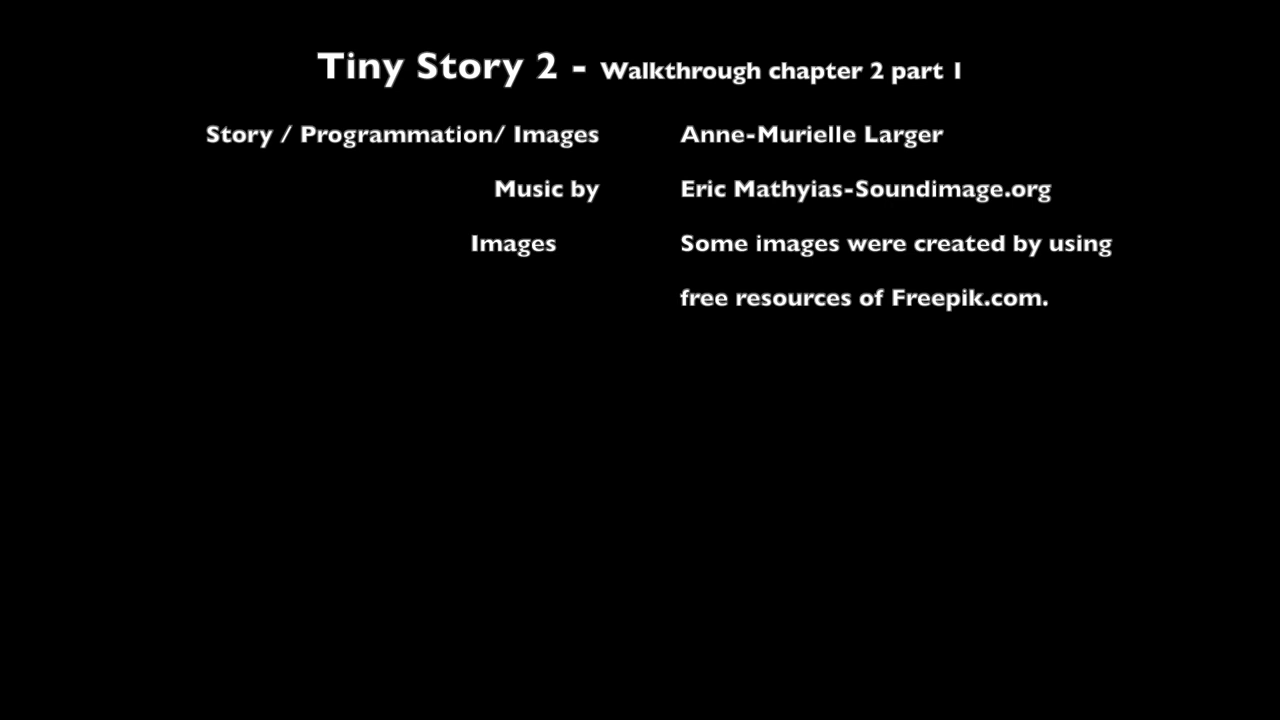 Tiny Story 2 - Walkthrough chapter 2 part 1
Story / Programmation/ Images Anne-Murielle Larger
Music by Eric Mathyias-Soundimage.org
Images Some images were created by using
free resources of Freepik.com.